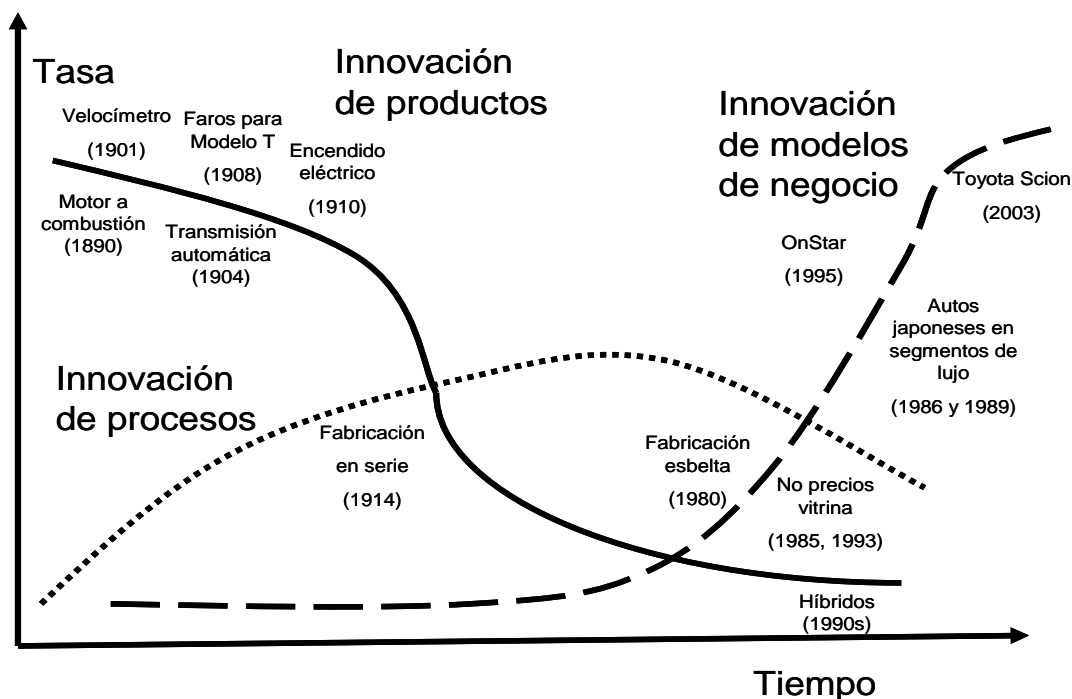 Tasa
Innovación
de productos
Innovación
de modelos
de negocio
Velocímetro
(1901)
Faros para
Modelo T
(1908)
Encendido
eléctrico
(1910)
Motor a
combustión
(1890)
Transmisión
automática
(1904)
Toyota Scion
(2003)
OnStar
(1995)
Autos
japoneses en
segmentos de
lujo
(1986 y 1989)
Innovación
de procesos
Fabricación
en serie
(1914)
Fabricación
esbelta
(1980)
No precios
vitrina
(1985, 1993)
Híbridos
(1990s)
Tiempo